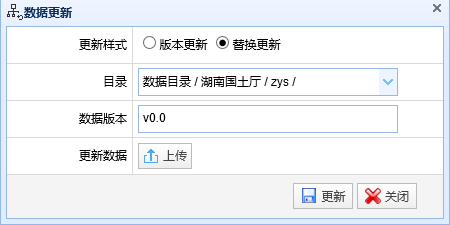 数据更新
更新样式 版本更新 替换更新
目录 数据目录 / 湖南国土厅 / zys /
数据版本 v0.0
更新数据 上传
更新 关闭